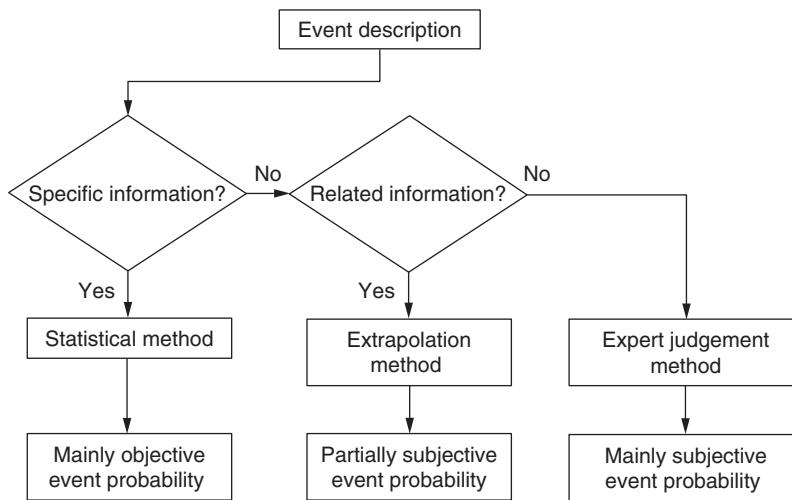 Event description
Specific information?
No
Related information?
No
Yes
Yes
Statistical method
Extrapolation
method
Expert judgement
method
Mainly objective
event probability
Partially subjective
event probability
Mainly subjective
event probability